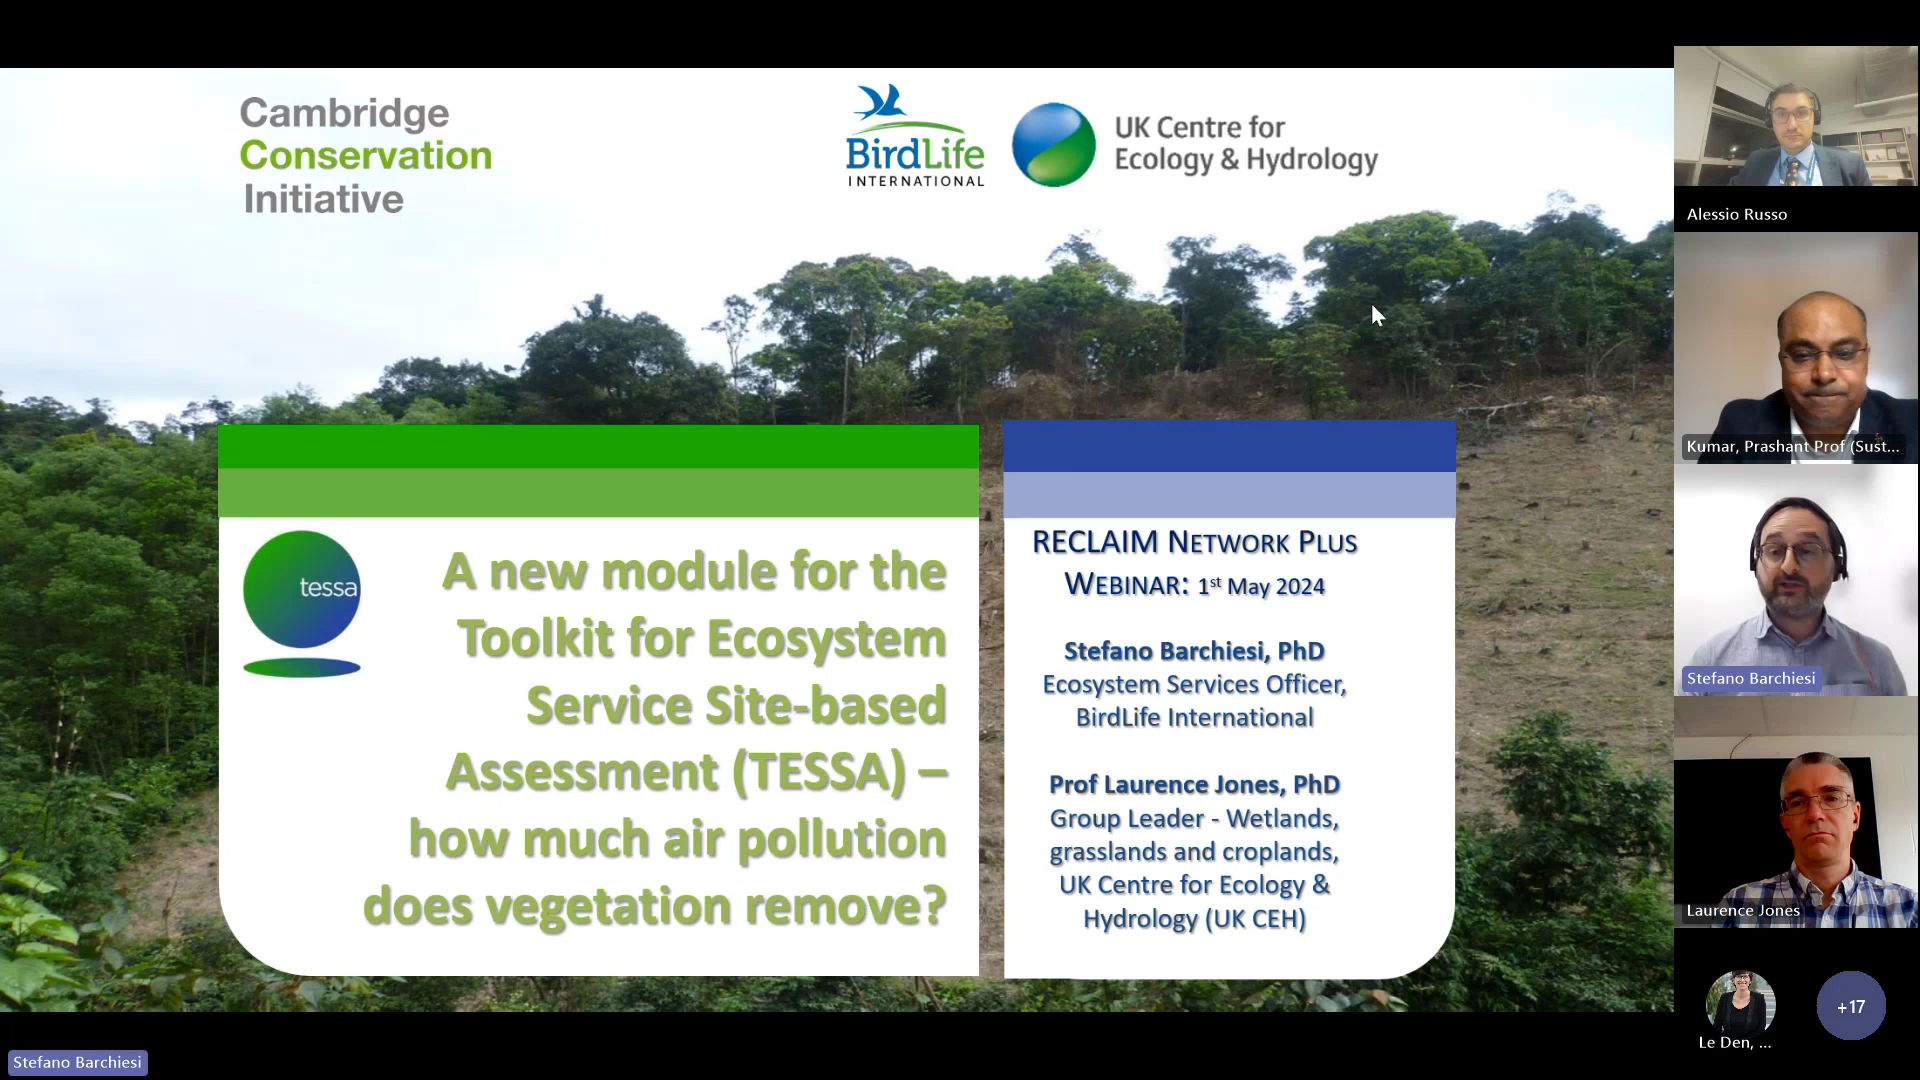 Cambridge
Conservation
Initiative
BirdLife
INTERNATIONAL
UK Centre for
Ecology & Hydrology
tessa
A new module for the
Toolkit for Ecosystem
Service Site-based
Assessment (TESSA) –
how much air pollution
does vegetation remove?
RECLAIM NETWORK PLUS
WEBINAR: 1st May 2024
Stefano Barchiesi, PhD
Ecosystem Services Officer,
BirdLife International
Prof Laurence Jones, PhD
Group Leader - Wetlands,
grasslands and croplands,
UK Centre for Ecology &
Hydrology (UK CEH)
Alessio Russo
Kumar, Prashant Prof (Sust...
Stefano Barchiesi
Laurence Jones
Le Den, ...
+17
Stefano Barchiesi